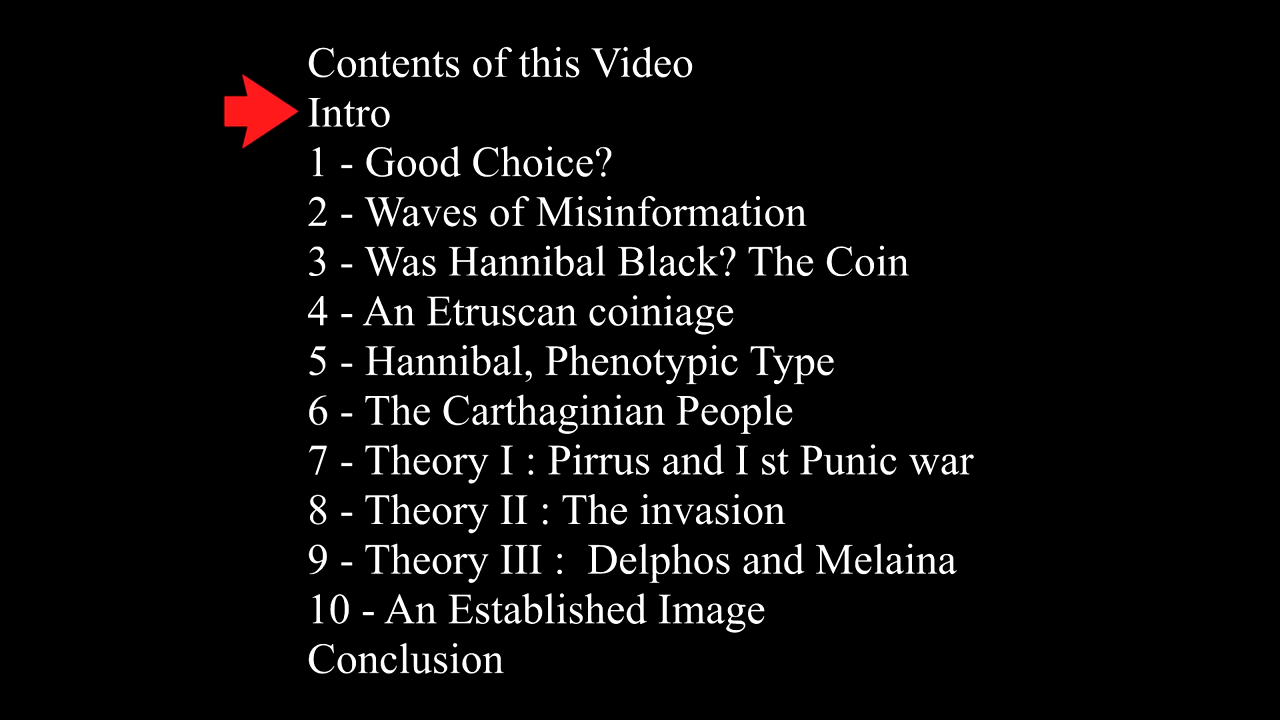 Contents of this Video
Intro
1 - Good Choice?
2 - Waves of Misinformation
3 - Was Hannibal Black? The Coin
4 - An Etruscan coiniage
5 - Hannibal, Phenotypic Type
6 - The Carthaginian People
7 - Theory I : Pirrus and I st Punic war
8 - Theory II : The invasion
9 - Theory III :  Delphos and Melaina
10 - An Established Image
Conclusion